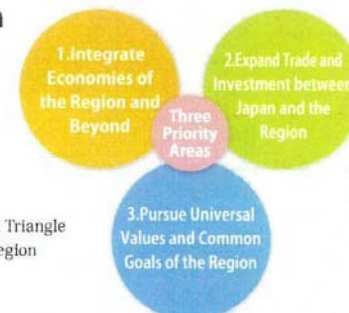 1.Integrate
Economies of
the Region and
Beyond
2.Expand Trade and
Investment between
Japan and the
Region
Three
Priority
Areas
3.Pursue Universal
Values and Common
Goals of the Region
Triangle
egion